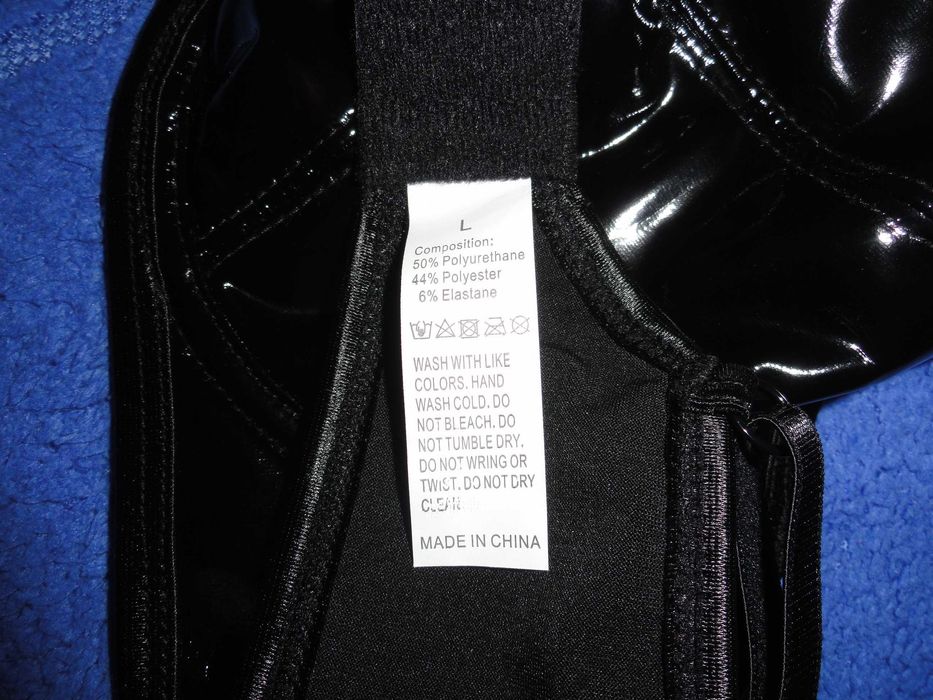 L
Composition:
50% Polyurethane
44% Polyester
6% Elastane
WASH WITH LIKE
COLORS. HAND
WASH COLD. DO
NOT BLEACH. DO
NOT TUMBLE DRY.
DO NOT WRING OR
TWIST. DO NOT DRY
CLEAN.
MADE IN CHINA